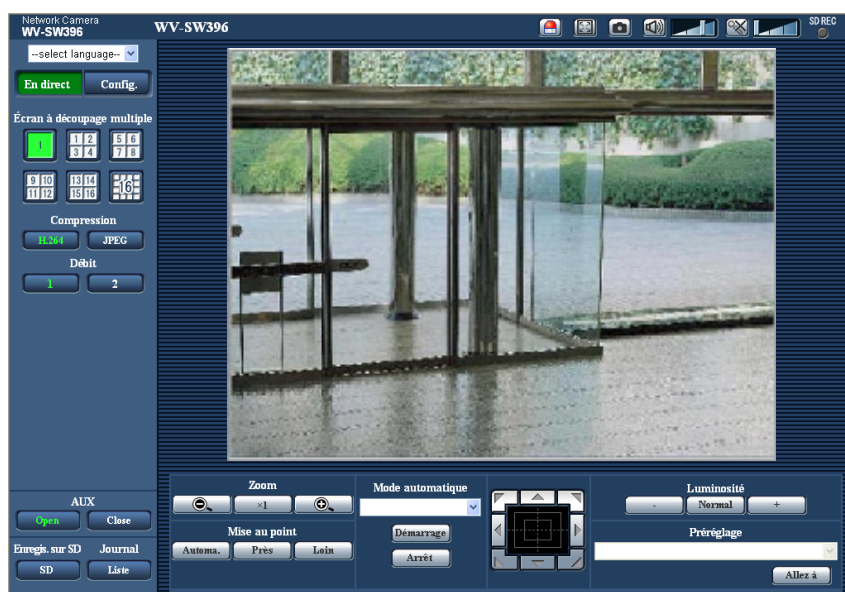 Network Camera
WV-SW396
WV-SW396
SD REC
--select language--
En direct Config.
Écran à découpage multiple
1
1 2
3 4
5 6
7 8
9 10
11 12
13 14
15 16
16
Compression
H.264 JPEG
Débit
1 2
AUX
Open Close
Enregis. sur SD Journal
SD Liste
Zoom
×1
Mise au point
Automa. Près Loin
Mode automatique
Démarrage
Arrêt
Luminosité
- Normal +
Préréglage
Allez à